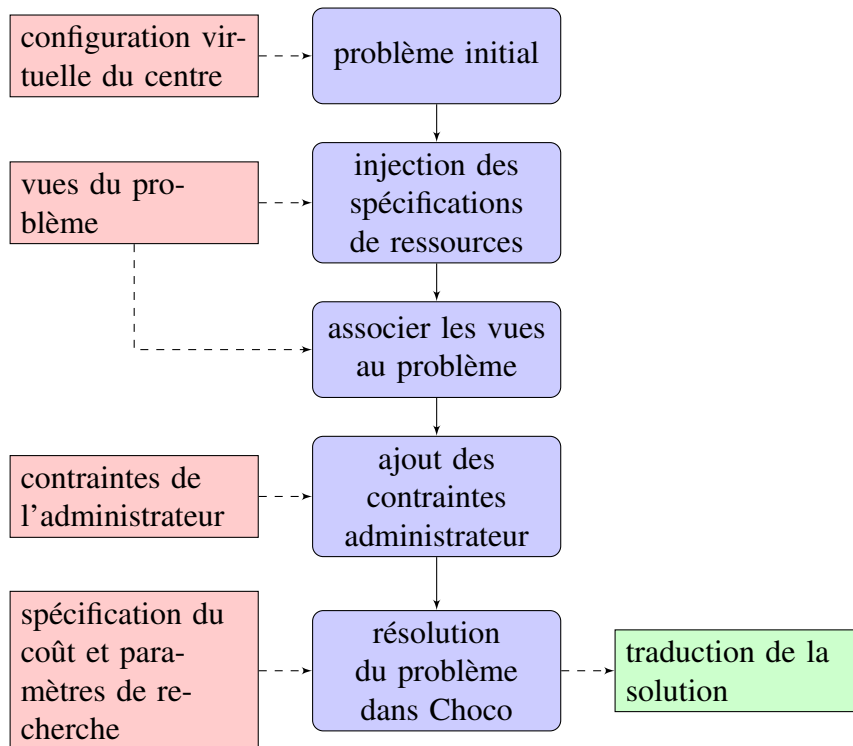 configuration vir-
tuelle du centre
problème initial
vues du pro-
blème
injection des
spécifications
de ressources
associer les vues
au problème
contraintes de
l'administrateur
ajout des
contraintes
administrateur
spécification du
coût et para-
mètres de re-
cherche
résolution
du problème
dans Choco
traduction de la
solution